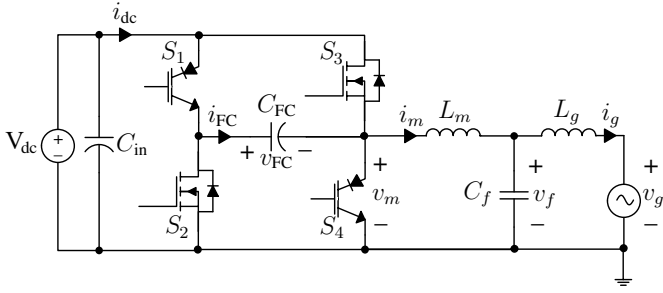 i_dc
S_1
S_3
C_FC
i_FC
i_m
L_m
L_g
i_g
V_dc
+
−
C_in
+
v_FC
−
+
v_m
−
C_f
+
v_f
−
+
v_g
−
S_2
S_4